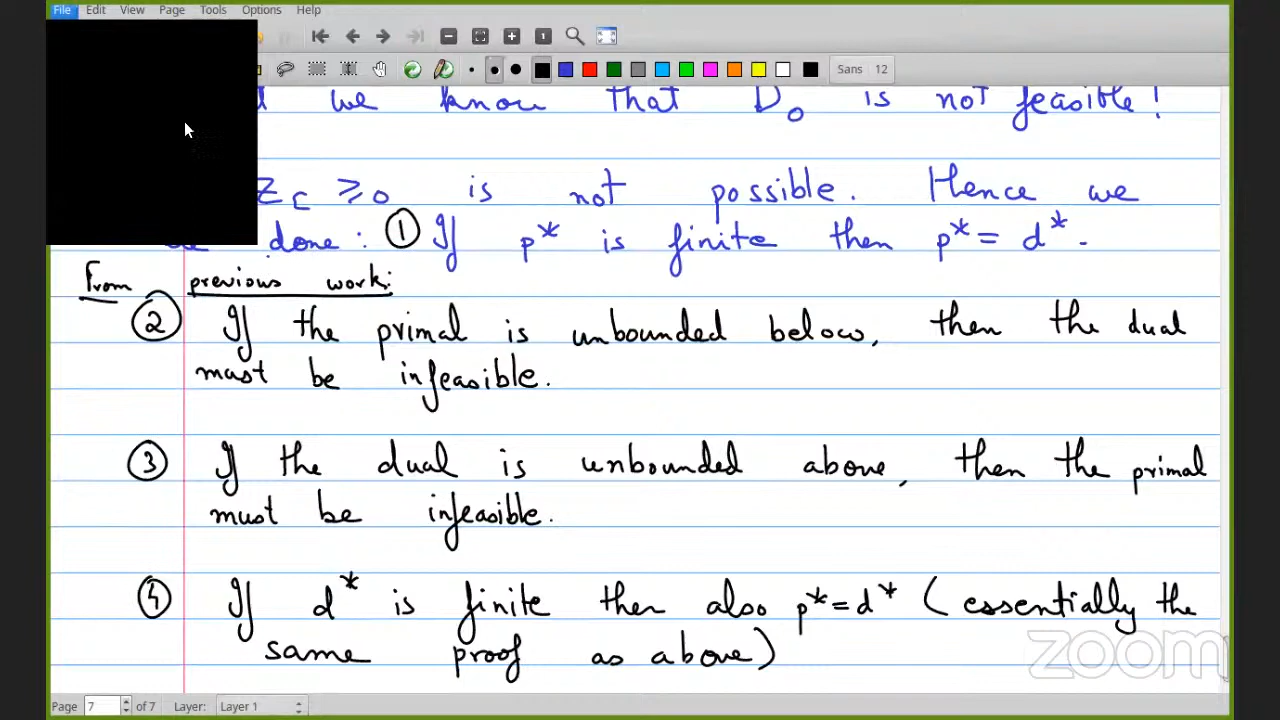 File Edit View Page Tools Options Help
Sans 12
we know that D₀ is not feasible!
≥0 is not possible. Hence we
done: ① If p* is finite then p* = d*.
From previous work:
② If the primal is unbounded below, then the dual
must be infeasible.
③ If the dual is unbounded above, then the primal
must be infeasible.
④ If d* is finite then also p* = d* (essentially the
same proof as above)
zoom
Page 7 of 7 Layer: Layer 1